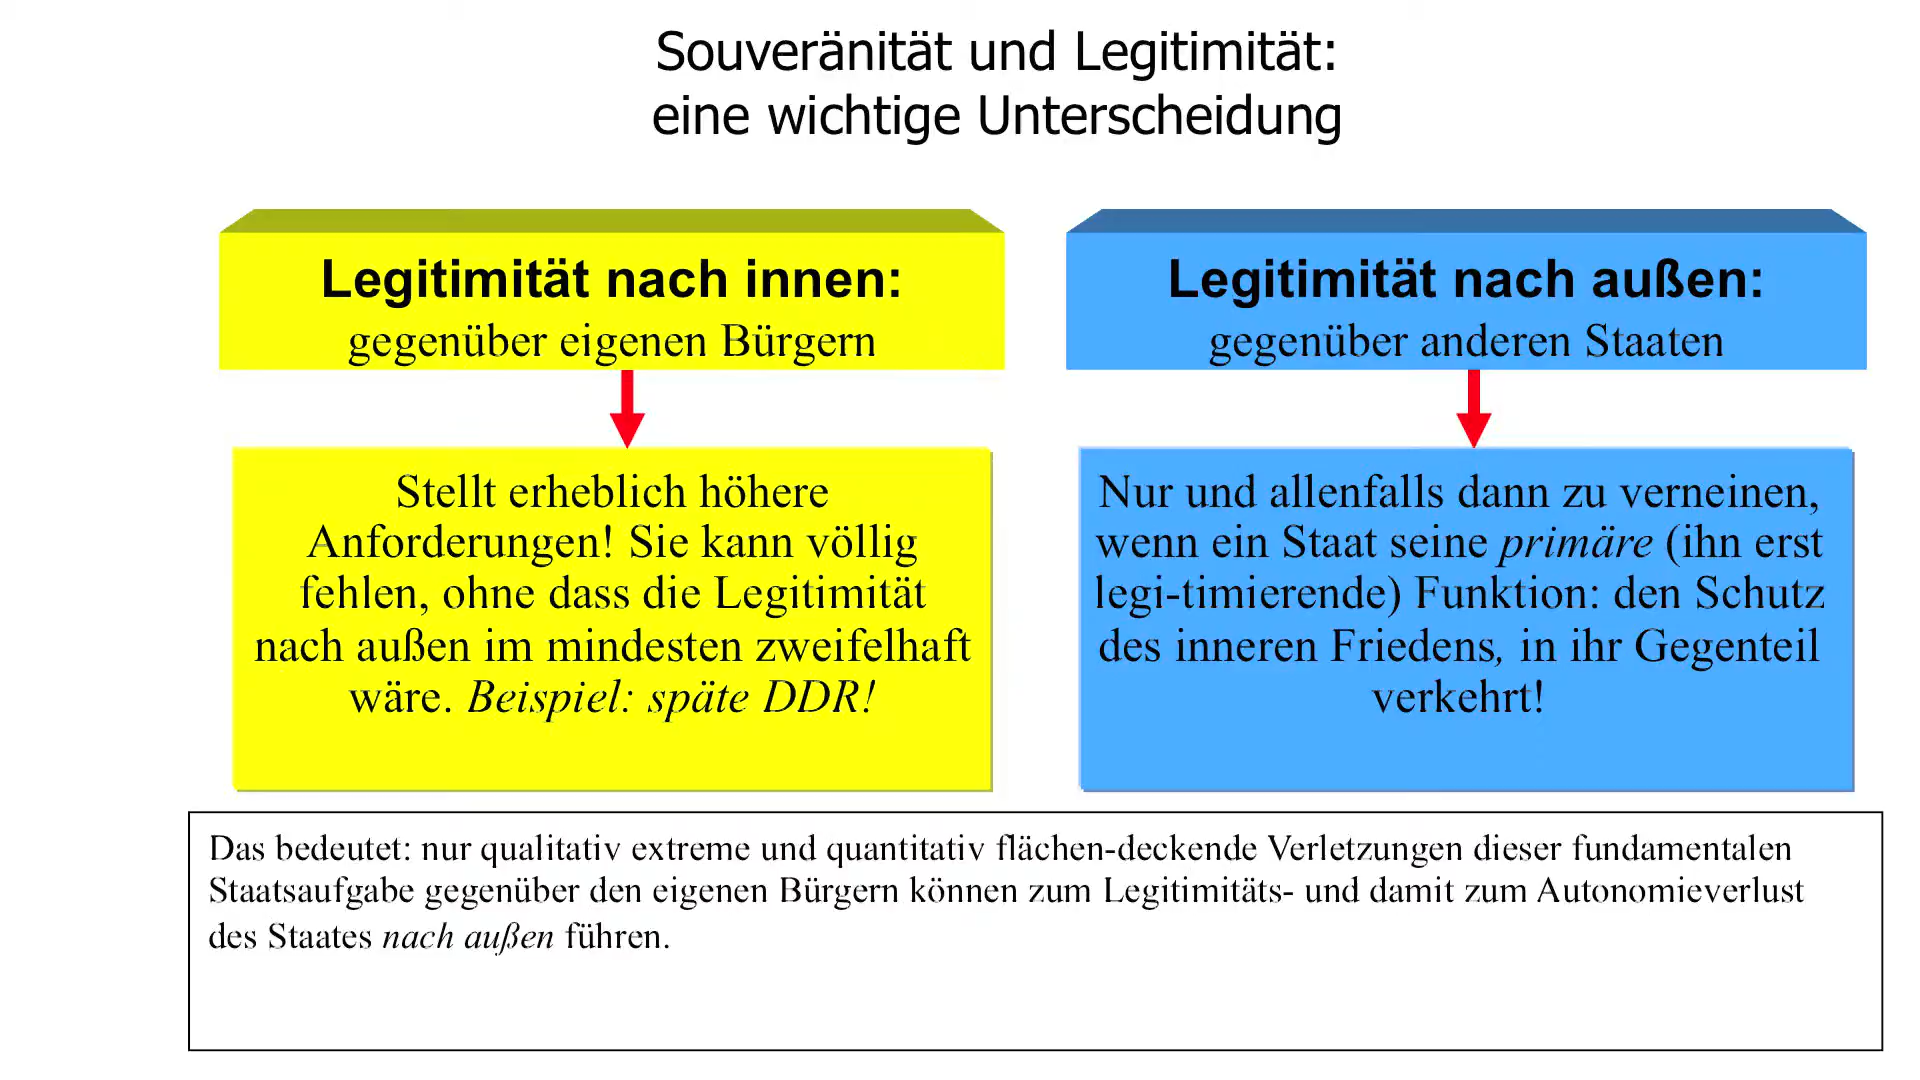 Souveränität und Legitimität:
eine wichtige Unterscheidung
Legitimität nach innen:
gegenüber eigenen Bürgern
Stellt erheblich höhere
Anforderungen! Sie kann völlig
fehlen, ohne dass die Legitimität
nach außen im mindesten zweifelhaft
wäre. Beispiel: späte DDR!
Legitimität nach außen:
gegenüber anderen Staaten
Nur und allenfalls dann zu verneinen,
wenn ein Staat seine primäre (ihn erst
legi-timierende) Funktion: den Schutz
des inneren Friedens, in ihr Gegenteil
verkehrt!
Das bedeutet: nur qualitativ extreme und quantitativ flächen-deckende Verletzungen dieser fundamentalen
Staatsaufgabe gegenüber den eigenen Bürgern können zum Legitimitäts- und damit zum Autonomieverlust
des Staates nach außen führen.